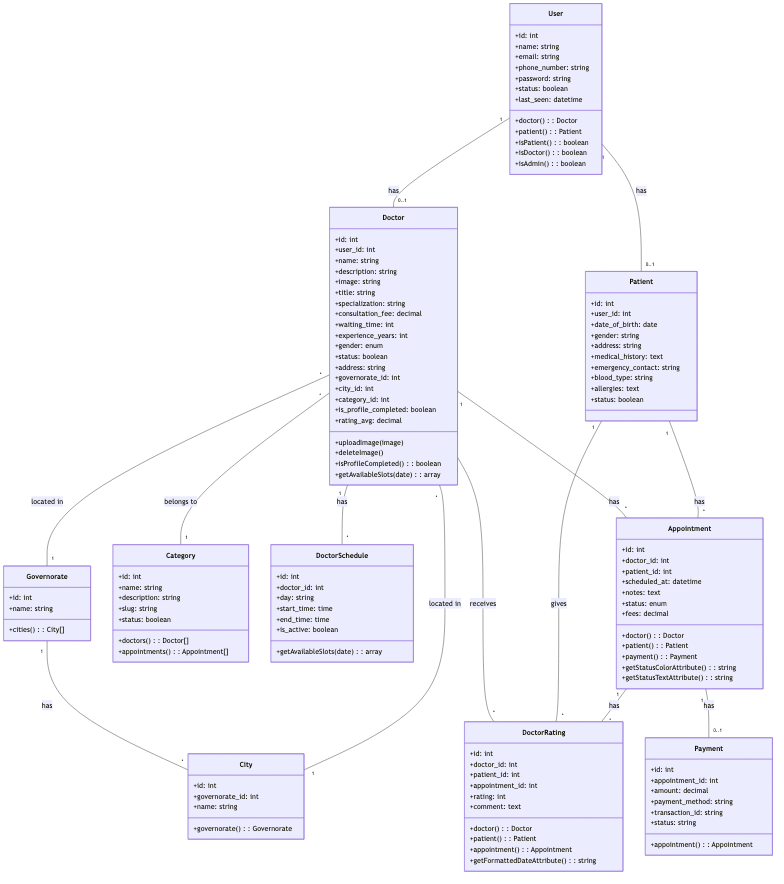 User
+id: int
+name: string
+email: string
+phone_number: string
+password: string
+status: boolean
+last_seen: datetime
+doctor() : : Doctor
+patient() : : Patient
+isPatient() : : boolean
+isDoctor() : : boolean
+isAdmin() : : boolean
1
1
has
has
0..1
0..1
Doctor
+id: int
+user_id: int
+name: string
+description: string
+image: string
+title: string
+specialization: string
+consultation_fee: decimal
+waiting_time: int
+experience_years: int
+gender: enum
+status: boolean
+address: string
+governorate_id: int
+city_id: int
+category_id: int
+is_profile_completed: boolean
+rating_avg: decimal
+uploadImage(image)
+deleteImage()
+isProfileCompleted() : : boolean
+getAvailableSlots(date) : : array
Patient
+id: int
+user_id: int
+date_of_birth: date
+gender: string
+address: string
+medical_history: text
+emergency_contact: string
+blood_type: string
+allergies: text
+status: boolean
*
*
1
1
1
1
*
located in
belongs to
has
has
has
1
1
*
*
*
Governorate
+id: int
+name: string
+cities() : : City[]
Category
+id: int
+name: string
+description: string
+slug: string
+status: boolean
+doctors() : : Doctor[]
+appointments() : : Appointment[]
DoctorSchedule
+id: int
+doctor_id: int
+day: string
+start_time: time
+end_time: time
+is_active: boolean
+getAvailableSlots(date) : : array
located in
receives
gives
Appointment
+id: int
+doctor_id: int
+patient_id: int
+scheduled_at: datetime
+notes: text
+status: enum
+fees: decimal
+doctor() : : Doctor
+patient() : : Patient
+payment() : : Payment
+getStatusColorAttribute() : : string
+getStatusTextAttribute() : : string
1
has
*
1
1
1
has
has
*
*
*
0..1
City
+id: int
+governorate_id: int
+name: string
+governorate() : : Governorate
DoctorRating
+id: int
+doctor_id: int
+patient_id: int
+appointment_id: int
+rating: int
+comment: text
+doctor() : : Doctor
+patient() : : Patient
+appointment() : : Appointment
+getFormattedDateAttribute() : : string
Payment
+id: int
+appointment_id: int
+amount: decimal
+payment_method: string
+transaction_id: string
+status: string
+appointment() : : Appointment